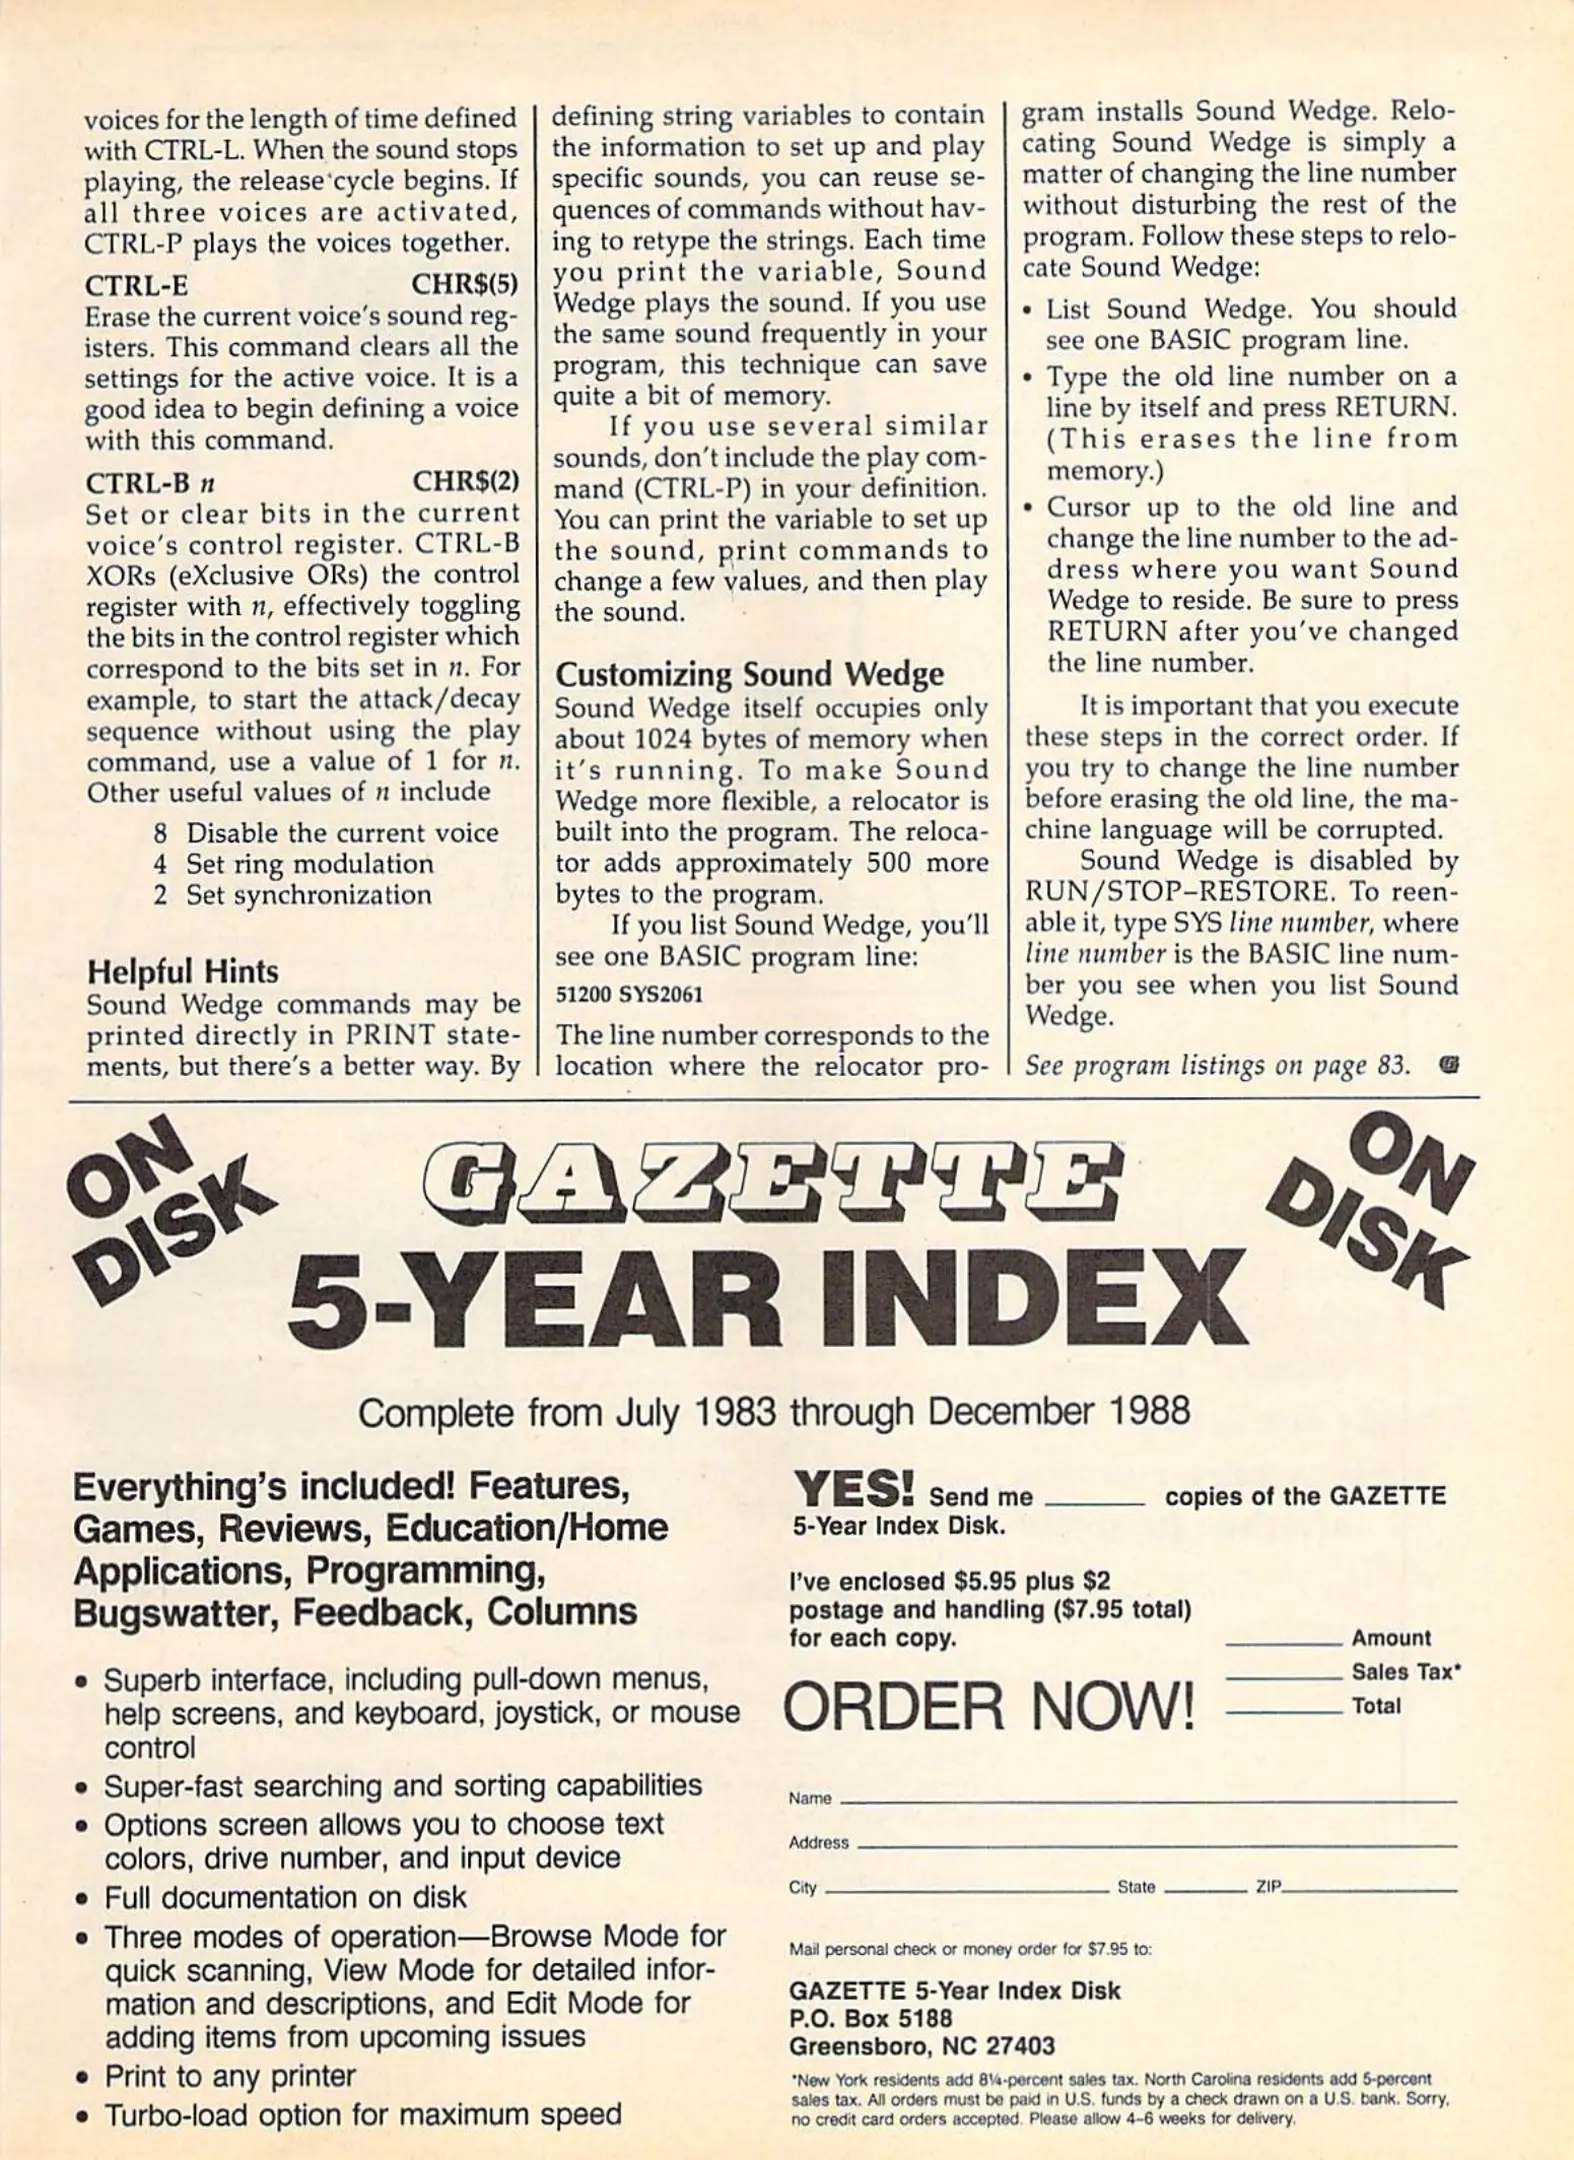 voices for the length of time defined
with CTRL-L. When the sound stops
playing, the release cycle begins. If
all three voices are activated,
CTRL-P plays the voices together.
CTRL-E CHR$(5)
Erase the current voice's sound reg-
isters. This command clears all the
settings for the active voice. It is a
good idea to begin defining a voice
with this command.
CTRL-B n CHR$(2)
Set or clear bits in the current
voice's control register. CTRL-B
XORs (eXclusive ORs) the control
register with n, effectively toggling
the bits in the control register which
correspond to the bits set in n. For
example, to start the attack/decay
sequence without using the play
command, use a value of 1 for n.
Other useful values of n include
8 Disable the current voice
4 Set ring modulation
2 Set synchronization
Helpful Hints
Sound Wedge commands may be
printed directly in PRINT state-
ments, but there's a better way. By
defining string variables to contain
the information to set up and play
specific sounds, you can reuse se-
quences of commands without hav-
ing to retype the strings. Each time
you print the variable, Sound
Wedge plays the sound. If you use
the same sound frequently in your
program, this technique can save
quite a bit of memory.
If you use several similar
sounds, don't include the play com-
mand (CTRL-P) in your definition.
You can print the variable to set up
the sound, print commands to
change a few values, and then play
the sound.
Customizing Sound Wedge
Sound Wedge itself occupies only
about 1024 bytes of memory when
it's running. To make Sound
Wedge more flexible, a relocator is
built into the program. The reloca-
tor adds approximately 500 more
bytes to the program.
If you list Sound Wedge, you'll
see one BASIC program line:
51200 SYS2061
The line number corresponds to the
location where the relocator pro-
gram installs Sound Wedge. Relo-
cating Sound Wedge is simply a
matter of changing the line number
without disturbing the rest of the
program. Follow these steps to relo-
cate Sound Wedge:
• List Sound Wedge. You should
see one BASIC program line.
• Type the old line number on a
line by itself and press RETURN.
(This erases the line from
memory.)
• Cursor up to the old line and
change the line number to the ad-
dress where you want Sound
Wedge to reside. Be sure to press
RETURN after you've changed
the line number.
It is important that you execute
these steps in the correct order. If
you try to change the line number
before erasing the old line, the ma-
chine language will be corrupted.
Sound Wedge is disabled by
RUN/STOP–RESTORE. To reen-
able it, type SYS line number, where
line number is the BASIC line num-
ber you see when you list Sound
Wedge.
See program listings on page 83. G
ON
DISK
GAZETTE
5-YEAR INDEX
ON
DISK
Complete from July 1983 through December 1988
Everything's included! Features,
Games, Reviews, Education/Home
Applications, Programming,
Bugswatter, Feedback, Columns
• Superb interface, including pull-down menus,
help screens, and keyboard, joystick, or mouse
control
• Super-fast searching and sorting capabilities
• Options screen allows you to choose text
colors, drive number, and input device
• Full documentation on disk
• Three modes of operation—Browse Mode for
quick scanning, View Mode for detailed infor-
mation and descriptions, and Edit Mode for
adding items from upcoming issues
• Print to any printer
• Turbo-load option for maximum speed
YES! Send me ______ copies of the GAZETTE
5-Year Index Disk.
I've enclosed $5.95 plus $2
postage and handling ($7.95 total)
for each copy.
______ Amount
______ Sales Tax*
______ Total
ORDER NOW!
Name ______
Address ______
City ______ State ______ ZIP______
Mail personal check or money order for $7.95 to:
GAZETTE 5-Year Index Disk
P.O. Box 5188
Greensboro, NC 27403
*New York residents add 8¼-percent sales tax. North Carolina residents add 5-percent
sales tax. All orders must be paid in U.S. funds by a check drawn on a U.S. bank. Sorry,
no credit card orders accepted. Please allow 4–6 weeks for delivery.